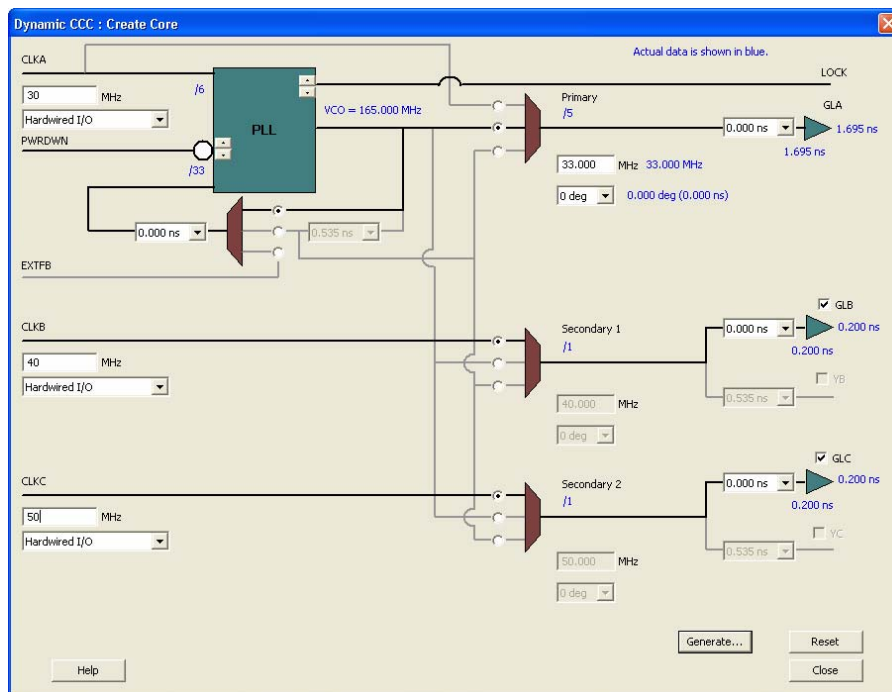 Dynamic CCC : Create Core
Actual data is shown in blue.
CLKA
30 MHz
Hardwired I/O
PWRDWN
/6
PLL
/33
VCO = 165.000 MHz
LOCK
Primary
/5
GLA
0.000 ns
1.695 ns
1.695 ns
33.000 MHz 33.000 MHz
0 deg 0.000 deg (0.000 ns)
0.000 ns
0.535 ns
EXTFB
CLKB
40 MHz
Hardwired I/O
Secondary 1
/1
40.000 MHz
0 deg
GLB
0.000 ns
0.200 ns
0.200 ns
YB
0.535 ns
CLKC
50 MHz
Hardwired I/O
Secondary 2
/1
50.000 MHz
0 deg
GLC
0.000 ns
0.200 ns
0.200 ns
YC
0.535 ns
Generate...
Reset
Help
Close